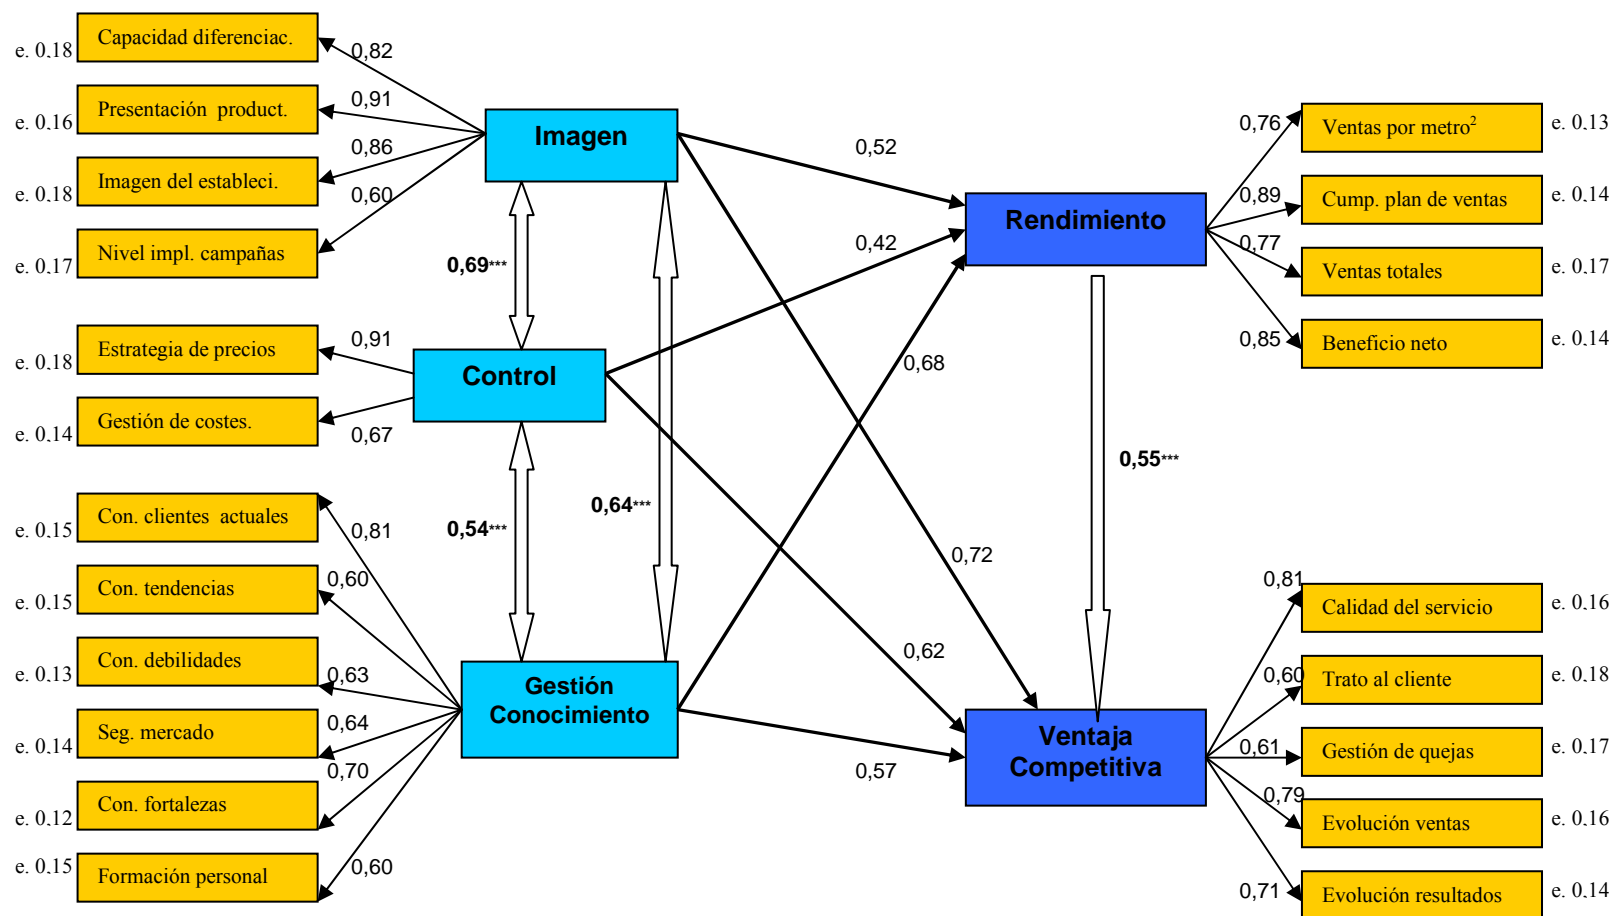 e. 0.18
Capacidad diferenciac.
0,82
e. 0.16
Presentación product.
0,91
e. 0.18
Imagen del estableci.
0,86
e. 0.17
Nivel impl. campañas
0,60
e. 0.18
Estrategia de precios
0,91
e. 0.14
Gestión de costes.
0,67
e. 0.15
Con. clientes actuales
0,81
e. 0.15
Con. tendencias
0,60
e. 0.13
Con. debilidades
0,63
e. 0.14
Seg. mercado
0,64
e. 0.12
Con. fortalezas
0,70
e. 0.15
Formación personal
0,60
Imagen
0,69***
Control
0,54***
0,64***
Gestión
Conocimiento
0,52
0,42
0,68
0,72
0,62
0,57
Rendimiento
0,55***
Ventaja
Competitiva
0,76
Ventas por metro²
e. 0.13
0,89
Cump. plan de ventas
e. 0.14
0,77
Ventas totales
e. 0.17
0,85
Beneficio neto
e. 0.14
0,81
Calidad del servicio
e. 0.16
0,60
Trato al cliente
e. 0.18
0,61
Gestión de quejas
e. 0.17
0,79
Evolución ventas
e. 0.16
0,71
Evolución resultados
e. 0.14